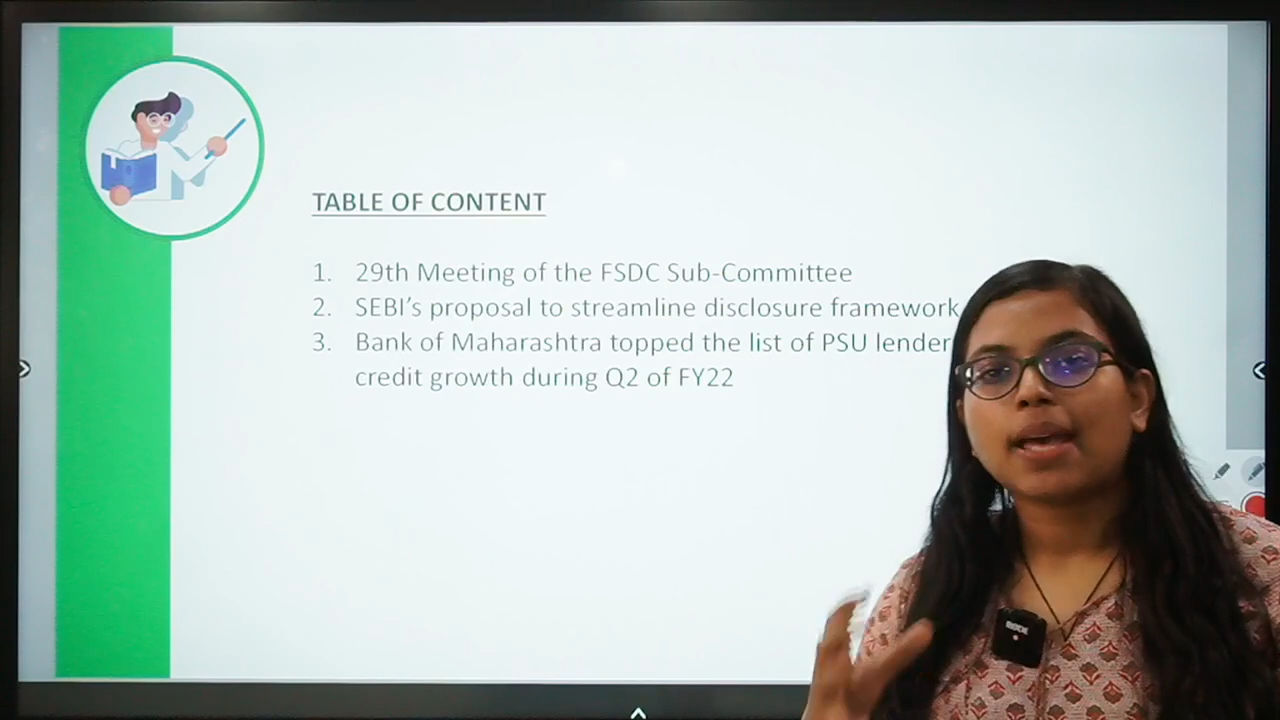 TABLE OF CONTENT
1. 29th Meeting of the FSDC Sub-Committee
2. SEBI’s proposal to streamline disclosure framework
3. Bank of Maharashtra topped the list of PSU lender
credit growth during Q2 of FY22